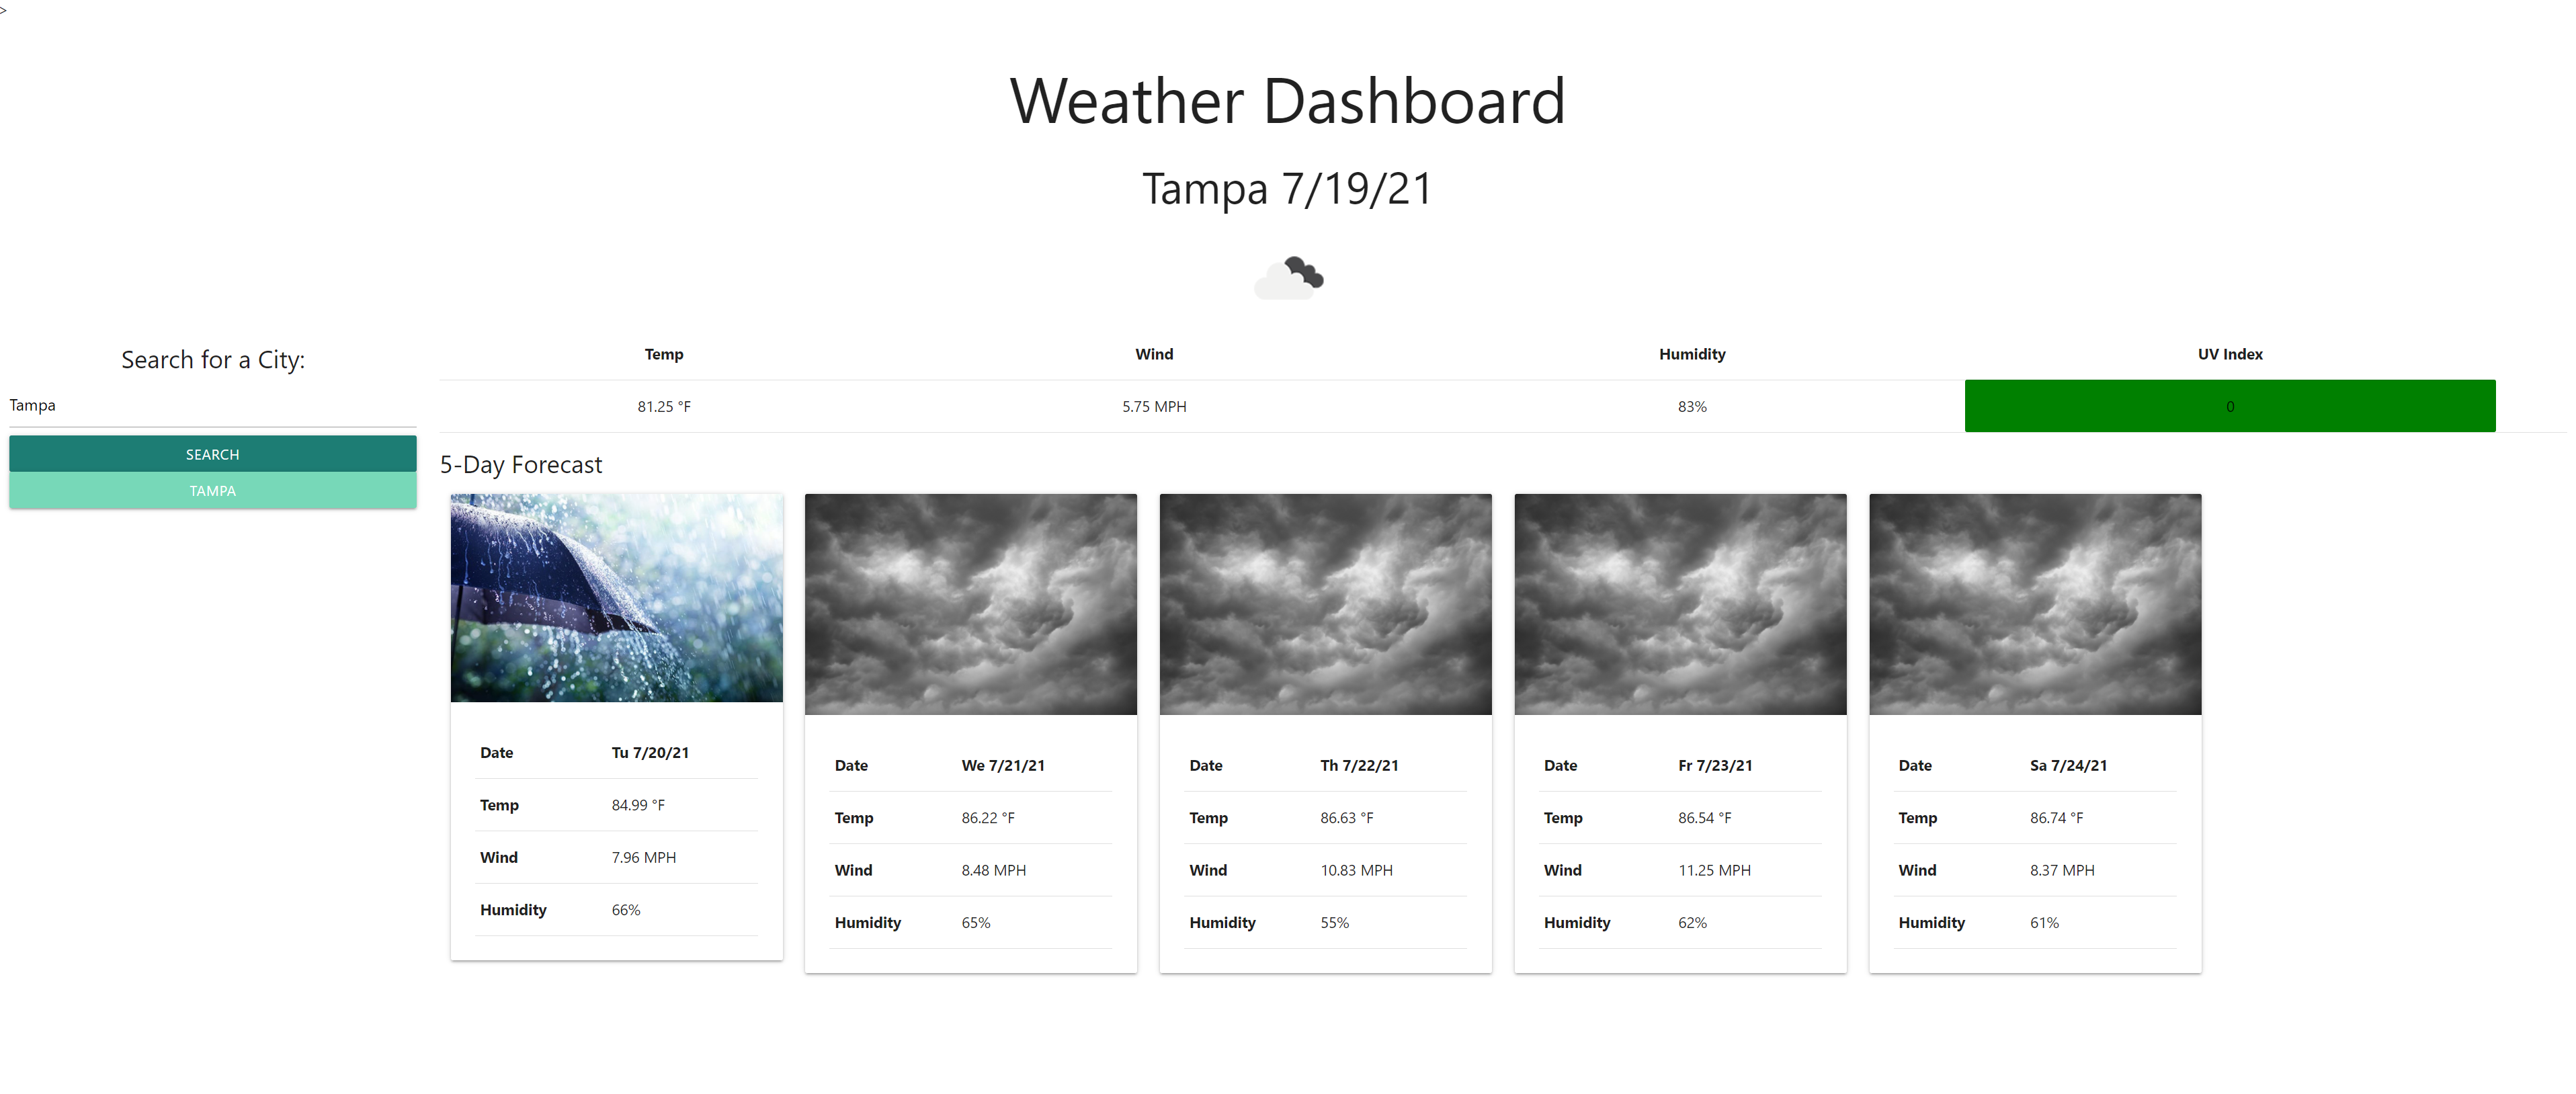 >
Weather Dashboard
Tampa 7/19/21
Search for a City:
Tampa
SEARCH
TAMPA
Temp Wind Humidity UV Index
81.25 °F 5.75 MPH 83% 0
5-Day Forecast
Date Tu 7/20/21
Temp 84.99 °F
Wind 7.96 MPH
Humidity 66%
Date We 7/21/21
Temp 86.22 °F
Wind 8.48 MPH
Humidity 65%
Date Th 7/22/21
Temp 86.63 °F
Wind 10.83 MPH
Humidity 55%
Date Fr 7/23/21
Temp 86.54 °F
Wind 11.25 MPH
Humidity 62%
Date Sa 7/24/21
Temp 86.74 °F
Wind 8.37 MPH
Humidity 61%